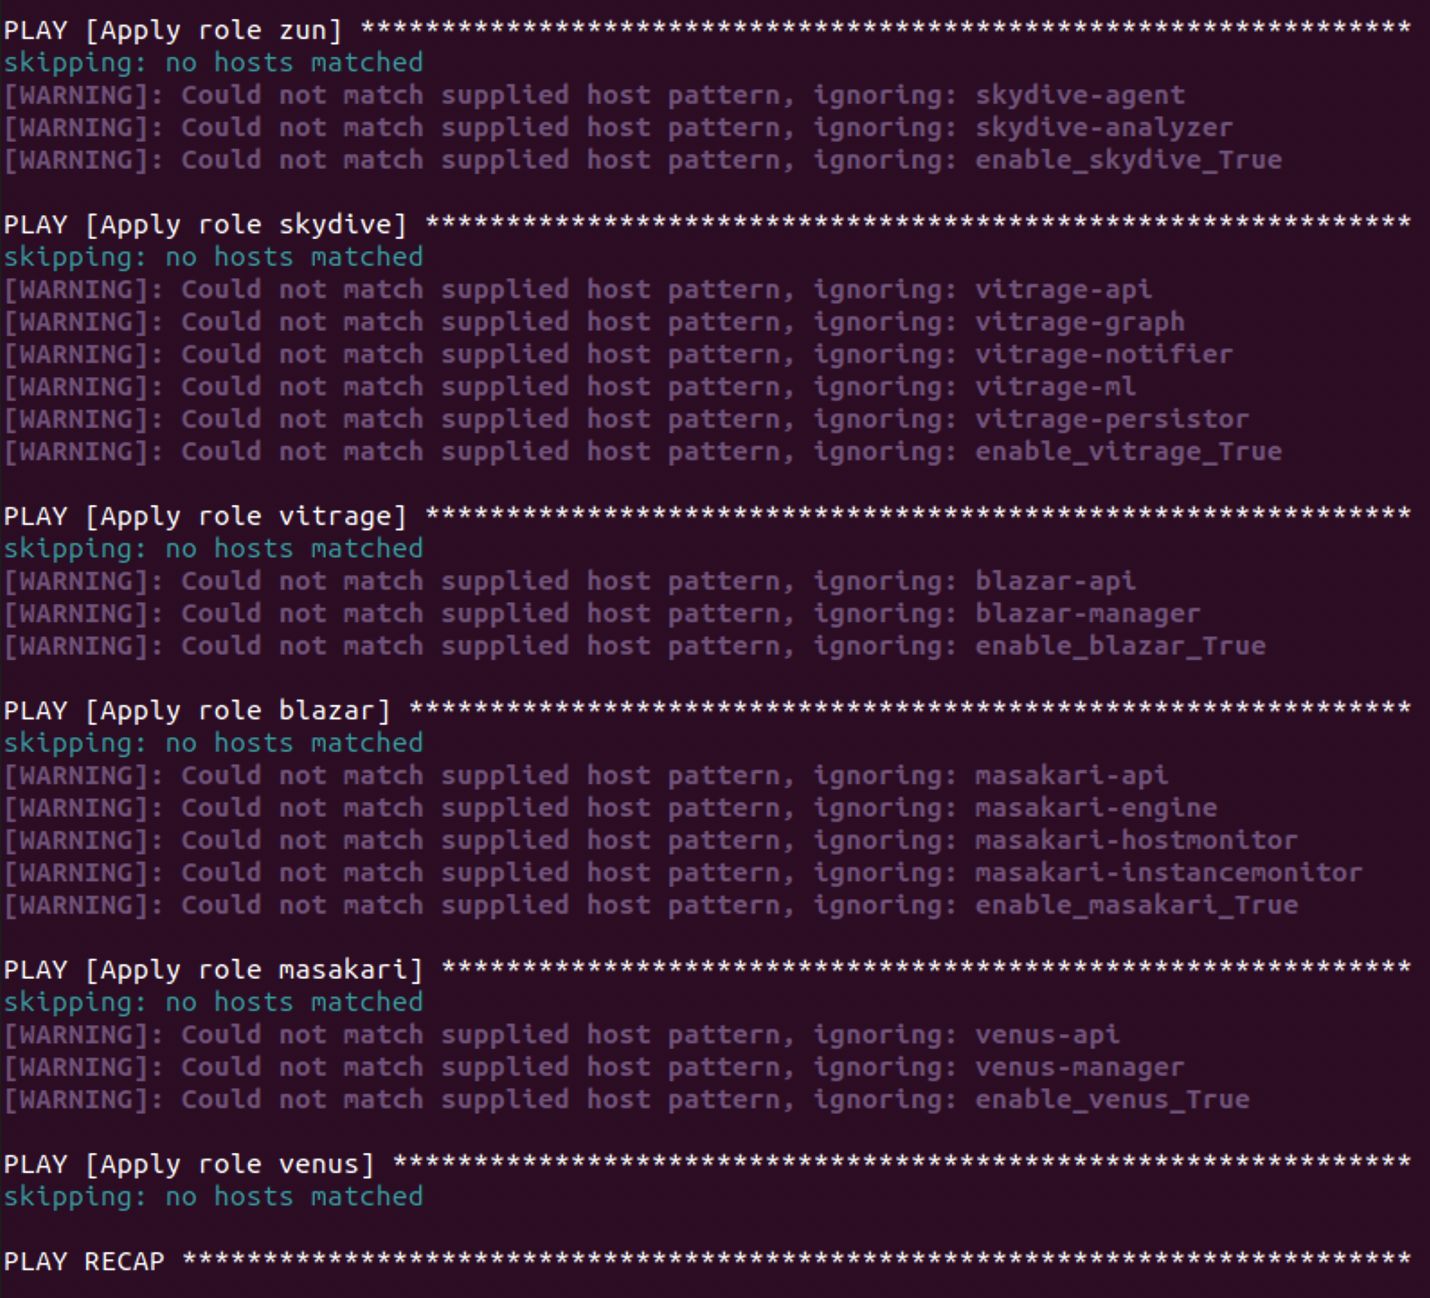 PLAY [Apply role zun] *****************************************************************
skipping: no hosts matched
[WARNING]: Could not match supplied host pattern, ignoring: skydive-agent
[WARNING]: Could not match supplied host pattern, ignoring: skydive-analyzer
[WARNING]: Could not match supplied host pattern, ignoring: enable_skydive_True
PLAY [Apply role skydive] *************************************************************
skipping: no hosts matched
[WARNING]: Could not match supplied host pattern, ignoring: vitrage-api
[WARNING]: Could not match supplied host pattern, ignoring: vitrage-graph
[WARNING]: Could not match supplied host pattern, ignoring: vitrage-notifier
[WARNING]: Could not match supplied host pattern, ignoring: vitrage-ml
[WARNING]: Could not match supplied host pattern, ignoring: vitrage-persistor
[WARNING]: Could not match supplied host pattern, ignoring: enable_vitrage_True
PLAY [Apply role vitrage] *************************************************************
skipping: no hosts matched
[WARNING]: Could not match supplied host pattern, ignoring: blazar-api
[WARNING]: Could not match supplied host pattern, ignoring: blazar-manager
[WARNING]: Could not match supplied host pattern, ignoring: enable_blazar_True
PLAY [Apply role blazar] **************************************************************
skipping: no hosts matched
[WARNING]: Could not match supplied host pattern, ignoring: masakari-api
[WARNING]: Could not match supplied host pattern, ignoring: masakari-engine
[WARNING]: Could not match supplied host pattern, ignoring: masakari-hostmonitor
[WARNING]: Could not match supplied host pattern, ignoring: masakari-instancemonitor
[WARNING]: Could not match supplied host pattern, ignoring: enable_masakari_True
PLAY [Apply role masakari] ************************************************************
skipping: no hosts matched
[WARNING]: Could not match supplied host pattern, ignoring: venus-api
[WARNING]: Could not match supplied host pattern, ignoring: venus-manager
[WARNING]: Could not match supplied host pattern, ignoring: enable_venus_True
PLAY [Apply role venus] ***************************************************************
skipping: no hosts matched
PLAY RECAP ****************************************************************************